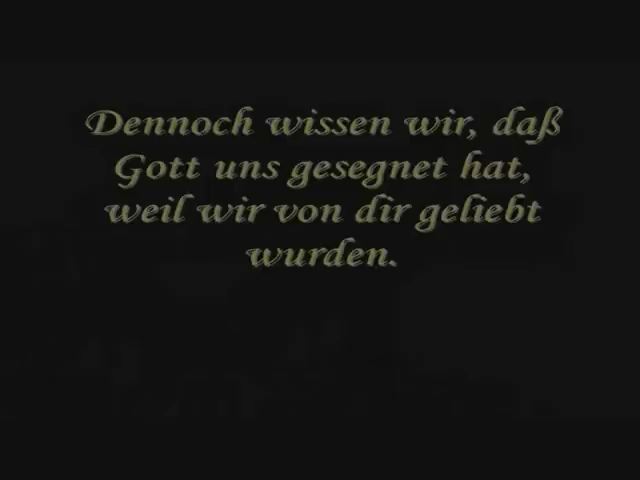 Dennoch wissen wir, daß
Gott uns gesegnet hat,
weil wir von dir geliebt
wurden.